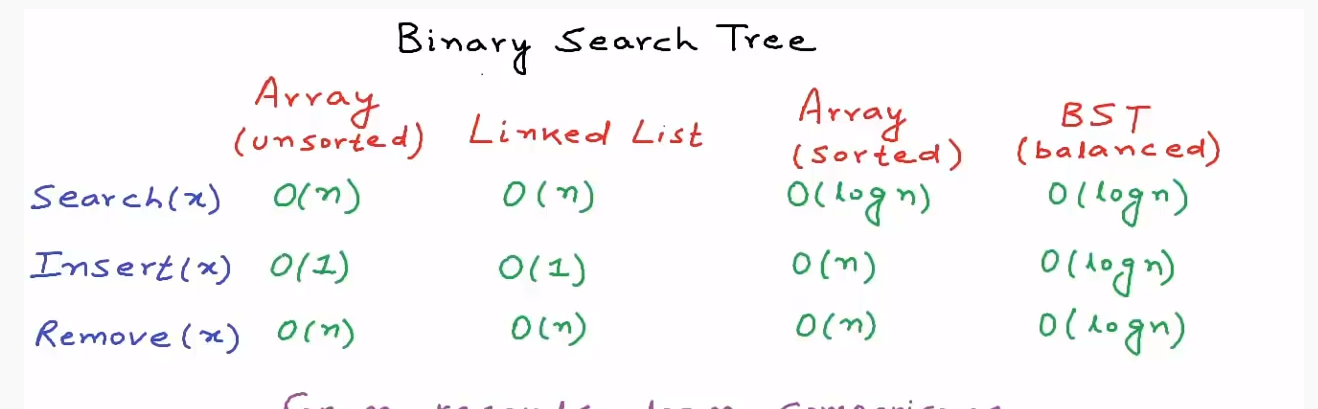 Binary Search Tree
Array (unsorted) Linked List Array (sorted) BST (balanced)
Search(x) O(n) O(n) O(log n) O(log n)
Insert(x) O(1) O(1) O(n) O(log n)
Remove(x) O(n) O(n) O(n) O(log n)